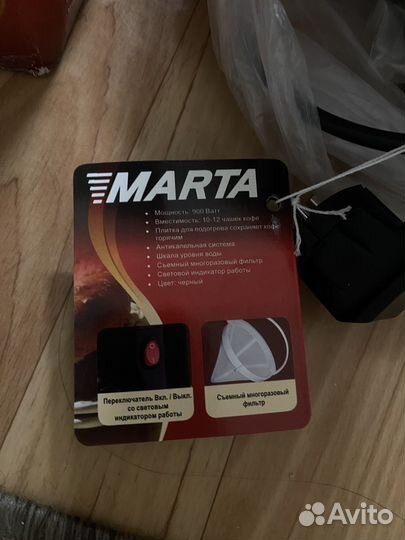 MARTA
Мощность: 900 Ватт
Вместимость: 10-12 чашек кофе
Плитка для подогрева сохраняет кофе
горячим
Антикапельная система
Шкала уровня воды
Съемный многоразовый фильтр
Световой индикатор работы
Цвет: черный
Переключатель Вкл. / Выкл.
со световым
индикатором работы
Съемный многоразовый
фильтр
Avito